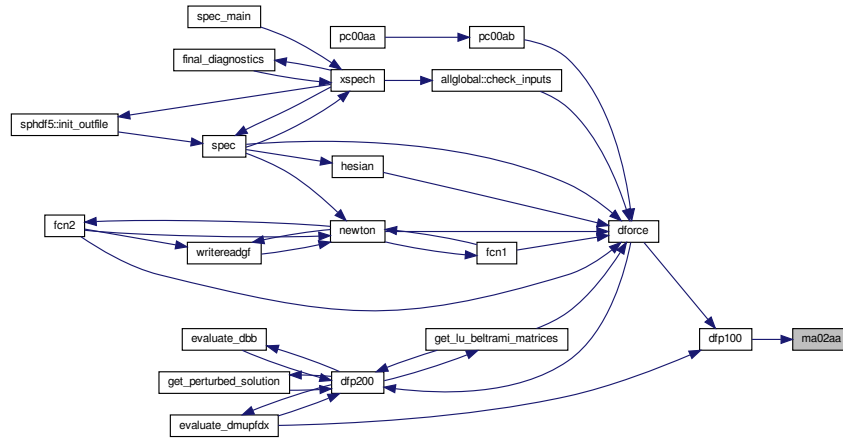 spec_main
pc00aa
pc00ab
final_diagnostics
xspech
allglobal::check_inputs
sphdf5::init_outfile
spec
hesian
fcn2
newton
dforce
writereadgf
fcn1
evaluate_dbb
get_lu_beltrami_matrices
dfp100
ma02aa
get_perturbed_solution
dfp200
evaluate_dmupfdx